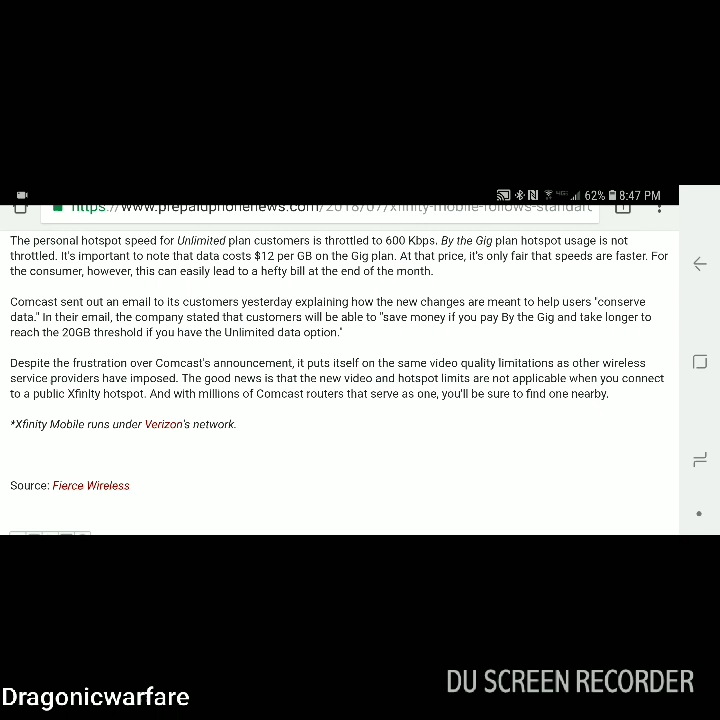 62% 8:47 PM
https://www.prepaidphonenews.com/2018/07/xfinity-mobile-follows-standart
The personal hotspot speed for Unlimited plan customers is throttled to 600 Kbps. By the Gig plan hotspot usage is not
throttled. It's important to note that data costs $12 per GB on the Gig plan. At that price, it's only fair that speeds are faster. For
the consumer, however, this can easily lead to a hefty bill at the end of the month.
Comcast sent out an email to its customers yesterday explaining how the new changes are meant to help users "conserve
data." In their email, the company stated that customers will be able to "save money if you pay By the Gig and take longer to
reach the 20GB threshold if you have the Unlimited data option."
Despite the frustration over Comcast's announcement, it puts itself on the same video quality limitations as other wireless
service providers have imposed. The good news is that the new video and hotspot limits are not applicable when you connect
to a public Xfinity hotspot. And with millions of Comcast routers that serve as one, you'll be sure to find one nearby.
*Xfinity Mobile runs under Verizon's network.
Source: Fierce Wireless
DU SCREEN RECORDER
Dragonicwarfare